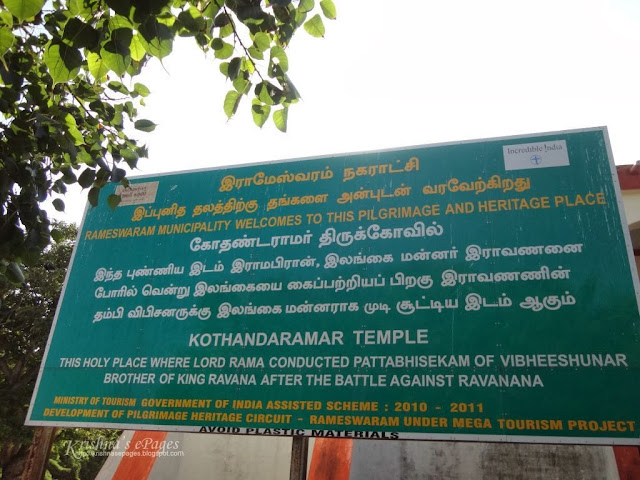 Incredible India
இராமேஸ்வரம் நகராட்சி
இப்புனித தலத்திற்கு தங்களை அன்புடன் வரவேற்கிறது
RAMESWARAM MUNICIPALITY WELCOMES TO THIS PILGRIMAGE AND HERITAGE PLACE
கோதண்டராமர் திருக்கோவில்
இந்த புண்ணிய இடம் இராமபிரான், இலங்கை மன்னர் இராவணனை
போரில் வென்று இலங்கையை கைப்பற்றிய பிறகு இராவணனின்
தம்பி விபிசனருக்கு இலங்கை மன்னராக முடி சூட்டிய இடம் ஆகும்
KOTHANDARAMAR TEMPLE
THIS HOLY PLACE WHERE LORD RAMA CONDUCTED PATTABHISEKAM OF VIBHEESHUNAR
BROTHER OF KING RAVANA AFTER THE BATTLE AGAINST RAVANANA
MINISTRY OF TOURISM GOVERNMENT OF INDIA ASSISTED SCHEME : 2010 - 2011
DEVELOPMENT OF PILGRIMAGE HERITAGE CIRCUIT - RAMESWARAM UNDER MEGA TOURISM PROJECT
AVOID PLASTIC MATERIALS
Krishna's ePages
http://krishnasepages.blogspot.com